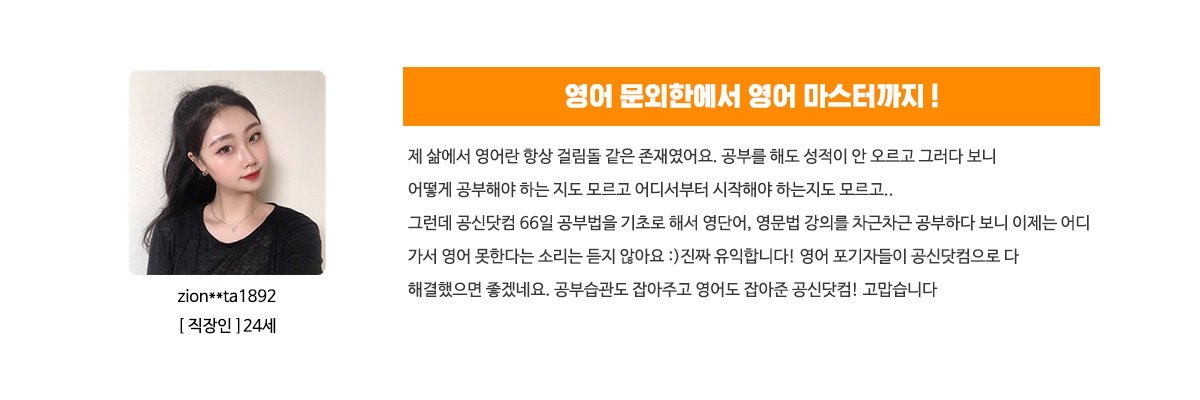 영어 문외한에서 영어 마스터까지 !
제 삶에서 영어란 항상 걸림돌 같은 존재였어요. 공부를 해도 성적이 안 오르고 그러다 보니
어떻게 공부해야 하는 지도 모르고 어디서부터 시작해야 하는지도 모르고..
그런데 공신닷컴 66일 공부법을 기초로 해서 영단어, 영문법 강의를 차근차근 공부하다 보니 이제는 어디
가서 영어 못한다는 소리는 듣지 않아요 :)진짜 유익합니다! 영어 포기자들이 공신닷컴으로 다
해결했으면 좋겠네요. 공부습관도 잡아주고 영어도 잡아준 공신닷컴! 고맙습니다
zion**ta1892
[ 직장인 ] 24세